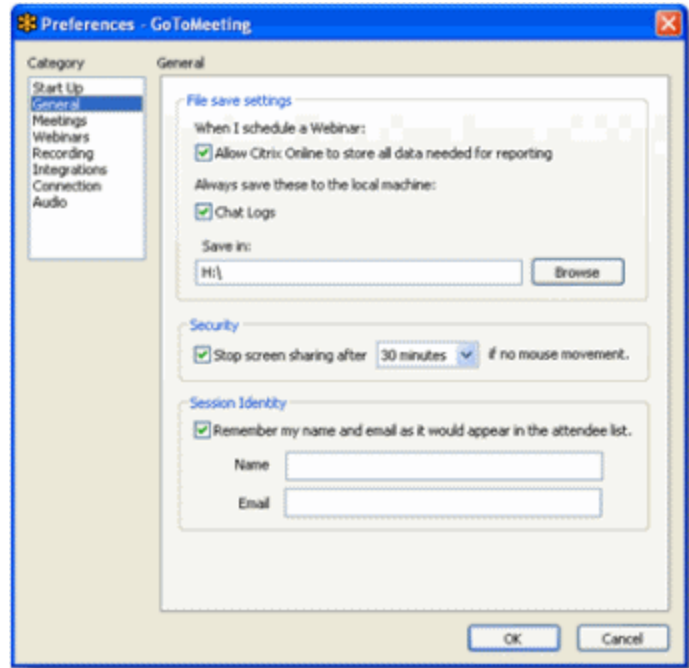 Preferences - GoToMeeting
Category
General
Start Up
General
Meetings
Webinars
Recording
Integrations
Connection
Audio
File save settings
When I schedule a Webinar:
Allow Citrix Online to store all data needed for reporting
Always save these to the local machine:
Chat Logs
Save in:
H:\
Browse
Security
Stop screen sharing after 30 minutes if no mouse movement.
Session Identity
Remember my name and email as it would appear in the attendee list.
Name
Email
OK
Cancel